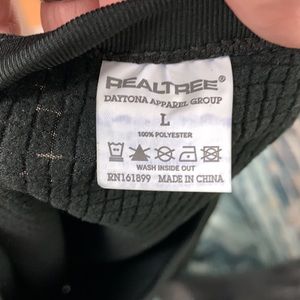 REALTREE®
DAYTONA APPAREL GROUP
L
100% POLYESTER
WASH INSIDE OUT
RN161899 MADE IN CHINA